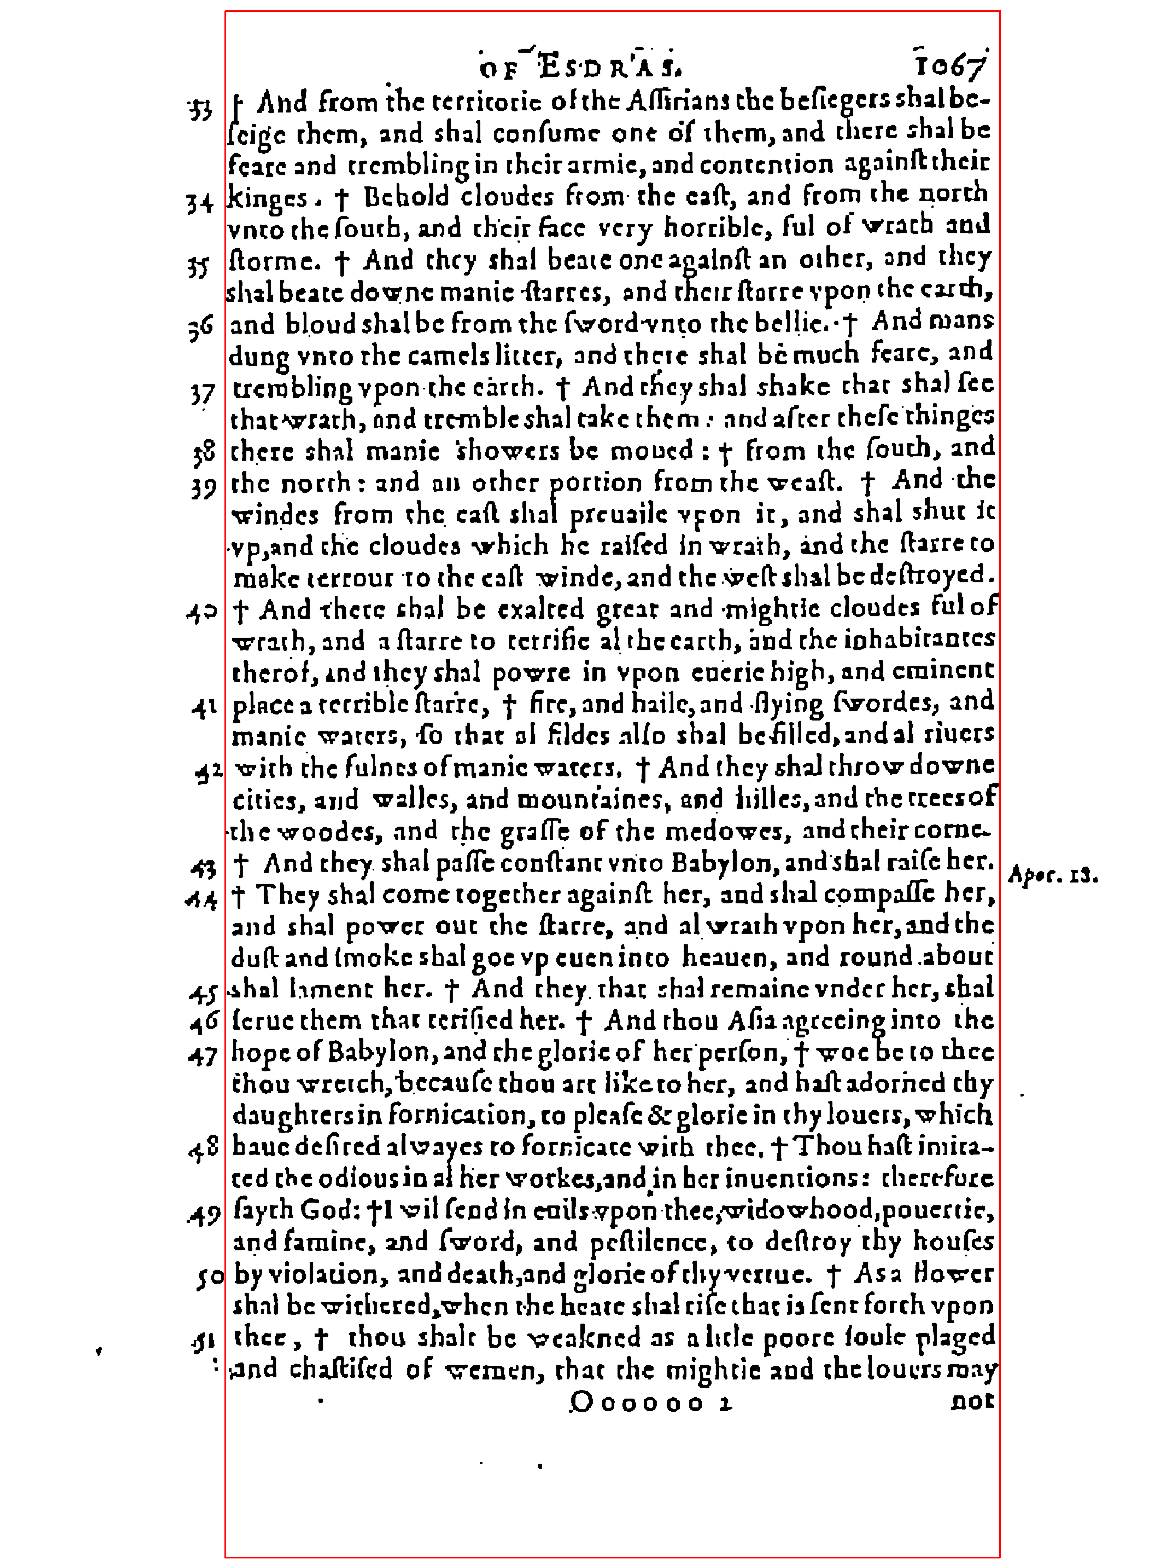 OF ESDRAS. 1067
33 † And from the territorie of the Aſſirians the beſiegers shal be-
ſeige them, and shal conſume one of them, and there shal be
feare and trembling in their armie, and contention againſt their
34 kinges. † Behold cloudes from the eaſt, and from the north
vnto the ſouth, and their face very horrible, ful of wrath and
35 ſtorme. † And they shal beate one againſt an other, and they
shal beate downe manie ſtarres, and their ſtarre vpon the earth,
36 and bloud shal be from the ſword vnto the bellie. † And mans
dung vnto the camels litter, and there shal be much feare, and
37 trembling vpon the earth. † And they shal shake that shal ſee
that wrath, and tremble shal take them: and after theſe thinges
38 there shal manie showers be moued: † from the ſouth, and
39 the north: and an other portion from the weaſt. † And the
windes from the eaſt shal preuaile vpon it, and shal shut it
vp, and the cloudes which he raiſed in wrath, and the ſtarre to
make terrour to the eaſt winde, and the weſt shal be deſtroyed.
40 † And there shal be exalted great and mightie cloudes ful of
wrath, and a ſtarre to terrifie al the earth, and the inhabitantes
therof, and they shal powre in vpon euerie high, and eminent
41 place a terrible ſtarre, † fire, and haile, and flying ſwordes, and
manie waters, ſo that al fildes alſo shal be filled, and al riuers
42 with the fulnes of manie waters. † And they shal throw downe
cities, and walles, and mountaines, and hilles, and the trees of
the woodes, and the graſſe of the medowes, and their corne.
43 † And they shal paſſe conſtant vnto Babylon, and shal raiſe her. Apoc. 18.
44 † They shal come together againſt her, and shal compaſſe her,
and shal power out the ſtarre, and al wrath vpon her, and the
duſt and ſmoke shal goe vp euen into heauen, and round about
45 shal lament her. † And they that shal remaine vnder her, shal
46 ſerue them that terified her. † And thou Aſia agreeing into the
47 hope of Babylon, and the glorie of her perſon, † woe be to thee
thou wretch, becauſe thou art like to her, and haſt adorned thy
daughters in fornication, to pleaſe & glorie in thy louers, which
48 haue deſired alwayes to fornicate with thee. † Thou haſt imita-
ted the odious in al her workes, and in her inuentions: therefore
49 ſayth God: † I wil ſend in euils vpon thee, widowhood, pouertie,
and famine, and ſword, and peſtilence, to deſtroy thy houſes
50 by violation, and death, and glorie of thy vertue. † As a flower
shal be withered, when the heate shal riſe that is ſent forth vpon
51 thee, † thou shalt be weakned as a litle poore ſoule plaged
and chaſtiſed of wemen, that the mightie and the louers may
Oooooo 2 not